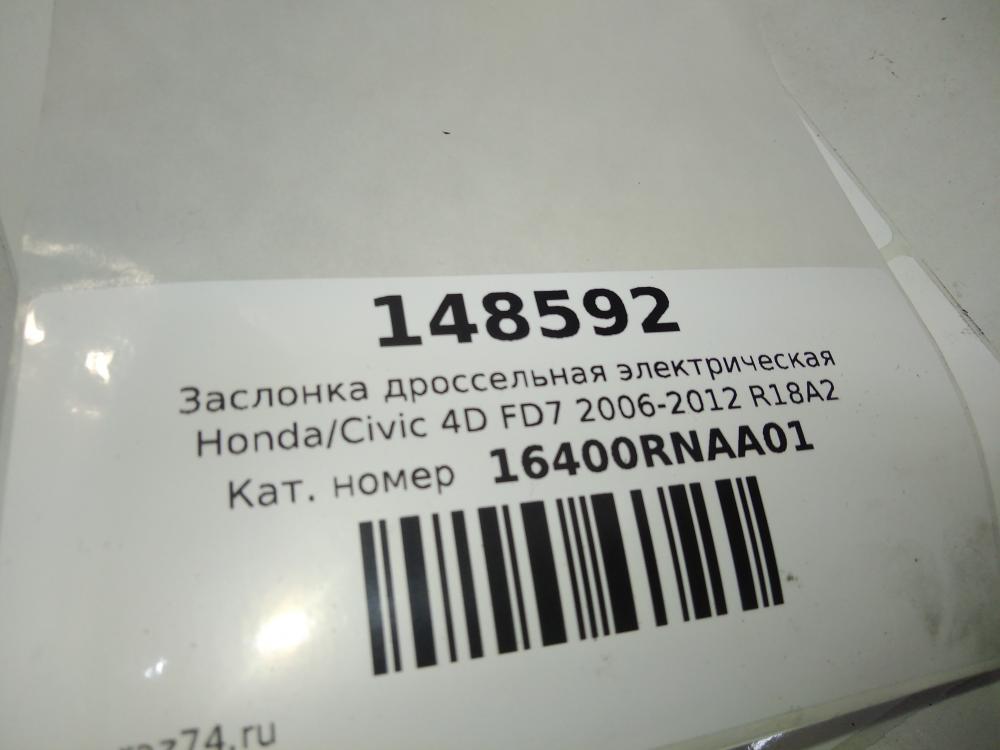 148592
Заслонка дроссельная электрическая
Honda/Civic 4D FD7 2006-2012 R18A2
Кат. номер 16400RNAA01